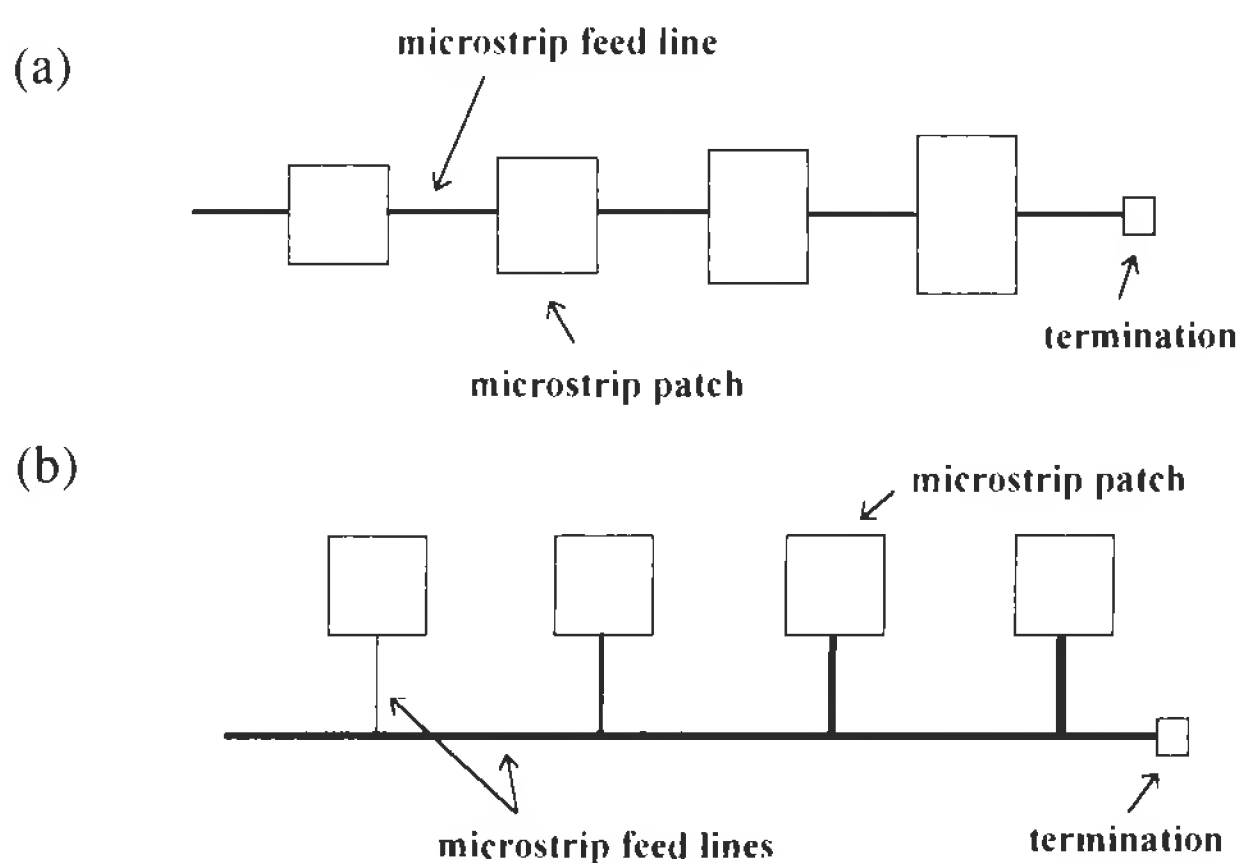 (a)
microstrip feed line
termination
microstrip patch
(b)
microstrip patch
microstrip feed lines
termination